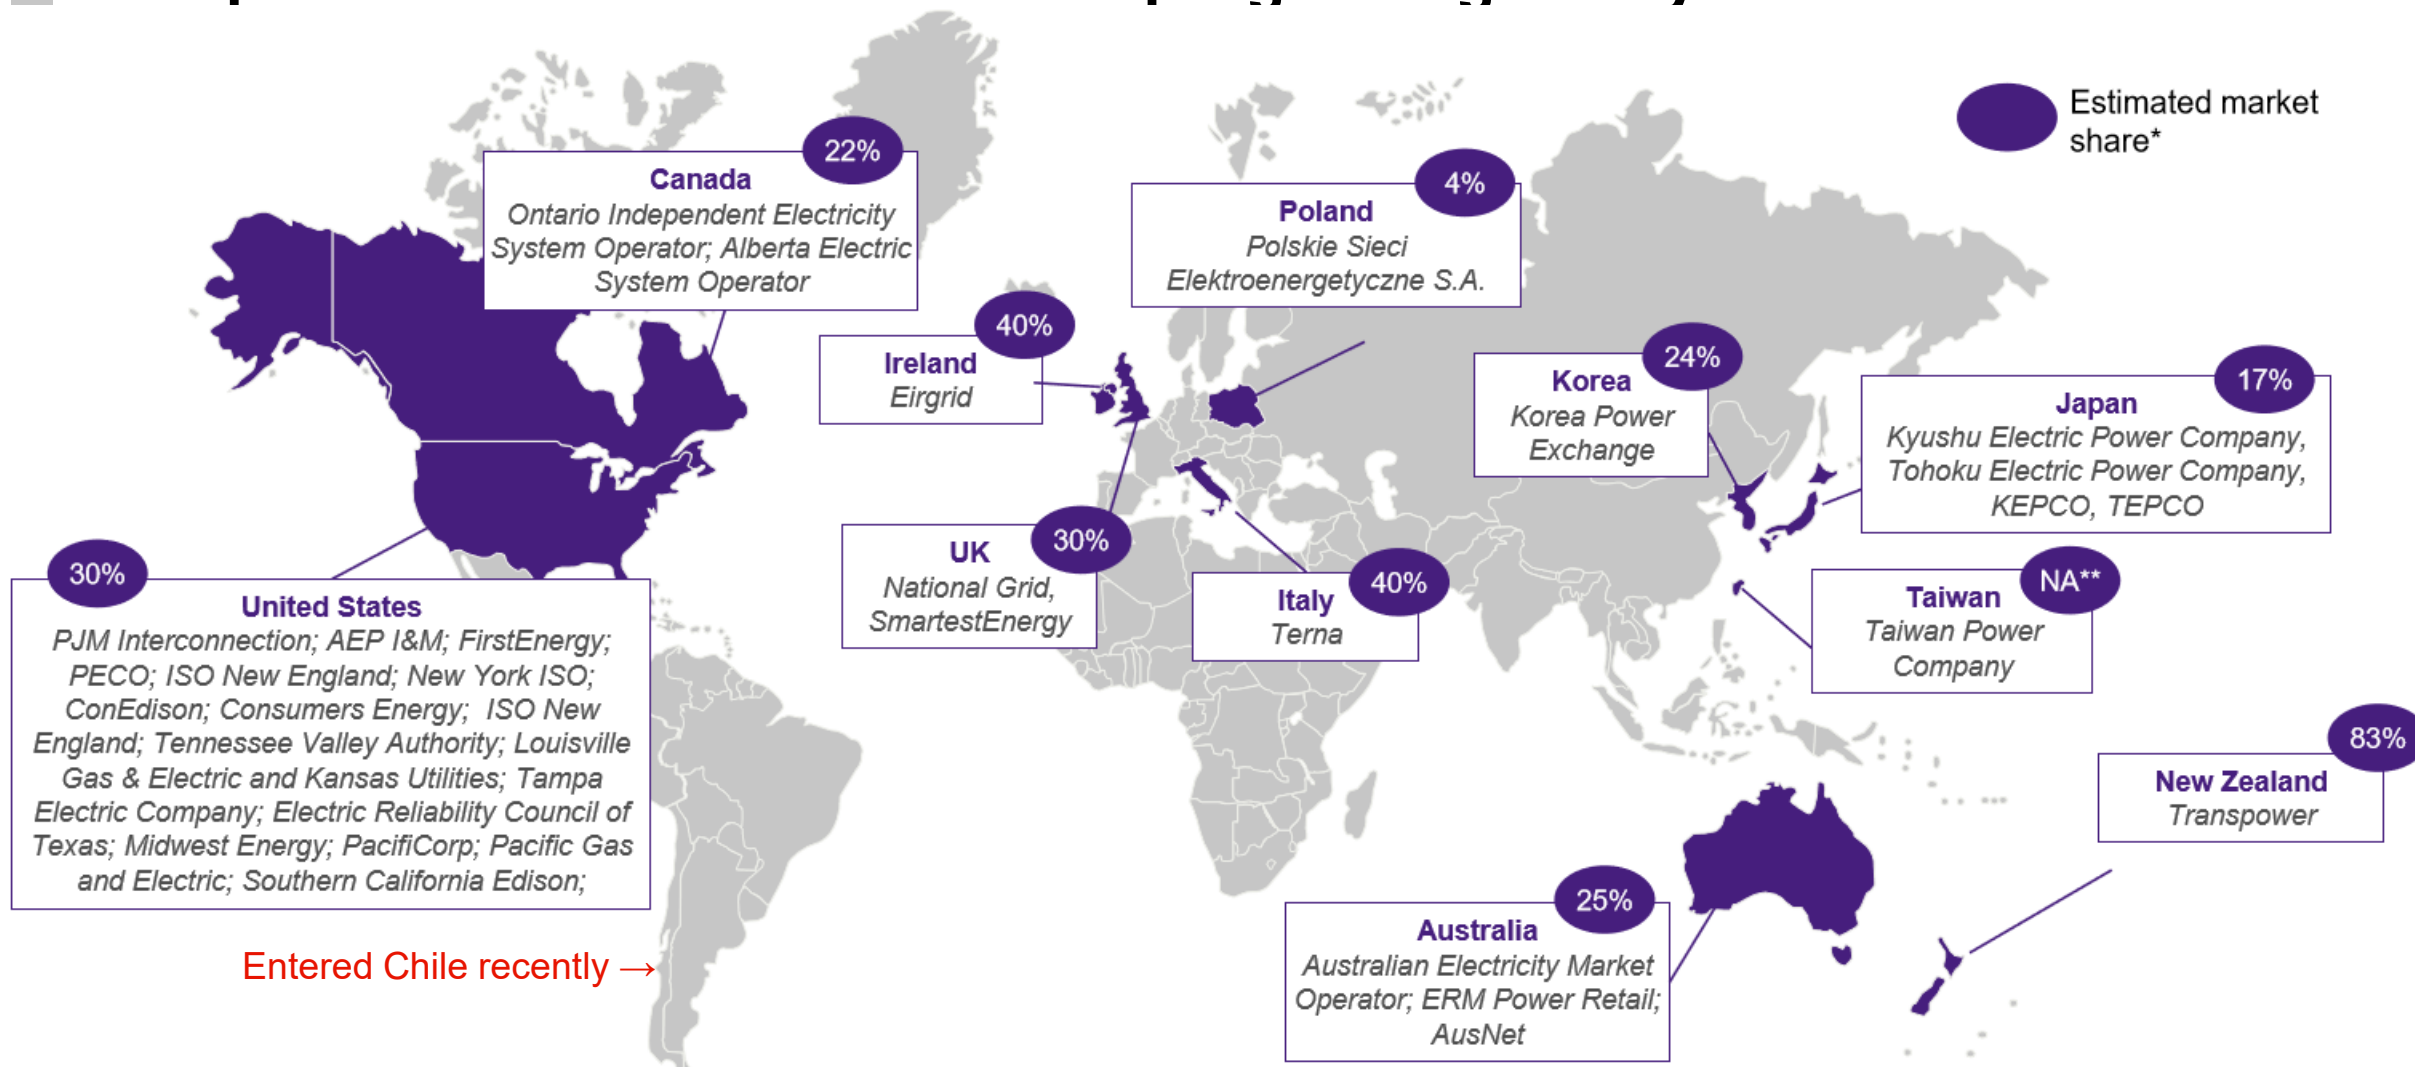 Estimated market
share*
22%
Canada
Ontario Independent Electricity
System Operator; Alberta Electric
System Operator
4%
Poland
Polskie Sieci
Elektroenergetyczne S.A.
40%
Ireland
Eirgrid
24%
Korea
Korea Power
Exchange
17%
Japan
Kyushu Electric Power Company,
Tohoku Electric Power Company,
KEPCO, TEPCO
30%
United States
PJM Interconnection; AEP I&M; FirstEnergy;
PECO; ISO New England; New York ISO;
ConEdison; Consumers Energy; ISO New
England; Tennessee Valley Authority; Louisville
Gas & Electric and Kansas Utilities; Tampa
Electric Company; Electric Reliability Council of
Texas; Midwest Energy; PacifiCorp; Pacific Gas
and Electric; Southern California Edison;
30%
UK
National Grid,
SmartestEnergy
40%
Italy
Terna
NA**
Taiwan
Taiwan Power
Company
83%
New Zealand
Transpower
25%
Australia
Australian Electricity Market
Operator; ERM Power Retail;
AusNet
Entered Chile recently →